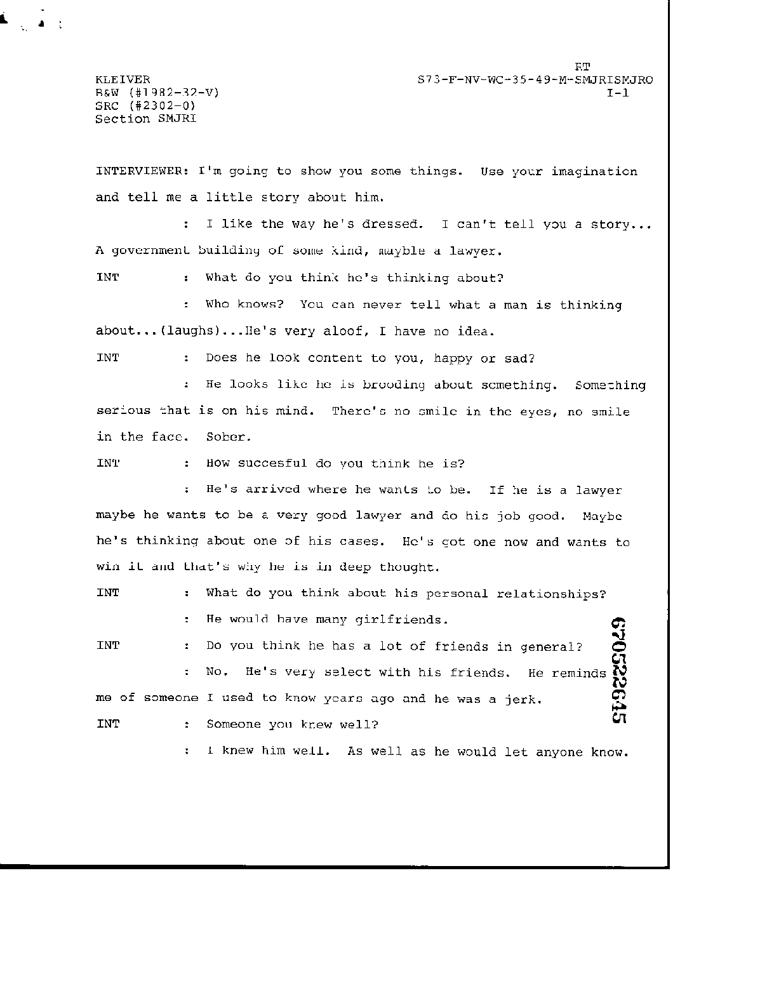 RT
KLEIVER S73-F-NV-WC-35-49-M-SMJRISMJRO
B&W (#1982-32-V) I-1
SRC (#2302-0)
Section SMJRI
INTERVIEWER: I'm going to show you some things. Use your imagination
and tell me a little story about him.
: I like the way he's dressed. I can't tell you a story...
A government building of some kind, mayble a lawyer.
INT : What do you think he's thinking about?
: Who knows? You can never tell what a man is thinking
about...(laughs)...He's very aloof, I have no idea.
INT : Does he look content to you, happy or sad?
: He looks like he is brooding about something. Something
serious that is on his mind. There's no smile in the eyes, no smile
in the face. Sober.
INT : How succesful do you think he is?
: He's arrived where he wants to be. If he is a lawyer
maybe he wants to be a very good lawyer and do his job good. Maybe
he's thinking about one of his cases. He's got one now and wants to
win it and that's why he is in deep thought.
INT : What do you think about his personal relationships?
: He would have many girlfriends.
INT : Do you think he has a lot of friends in general?
: No. He's very select with his friends. He reminds
me of someone I used to know years ago and he was a jerk.
INT : Someone you knew well?
: I knew him well. As well as he would let anyone know.
670522645